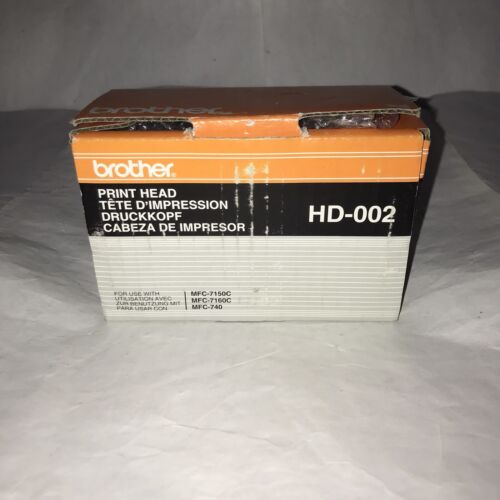 brother
brother.
PRINT HEAD
TÊTE D'IMPRESSION
DRUCKKOPF
CABEZA DE IMPRESOR
HD-002
FOR USE WITH
UTILISATION AVEC
ZUR BENUTZUNG MIT
PARA USAR CON
MFC-7150C
MFC-7160C
MFC-740